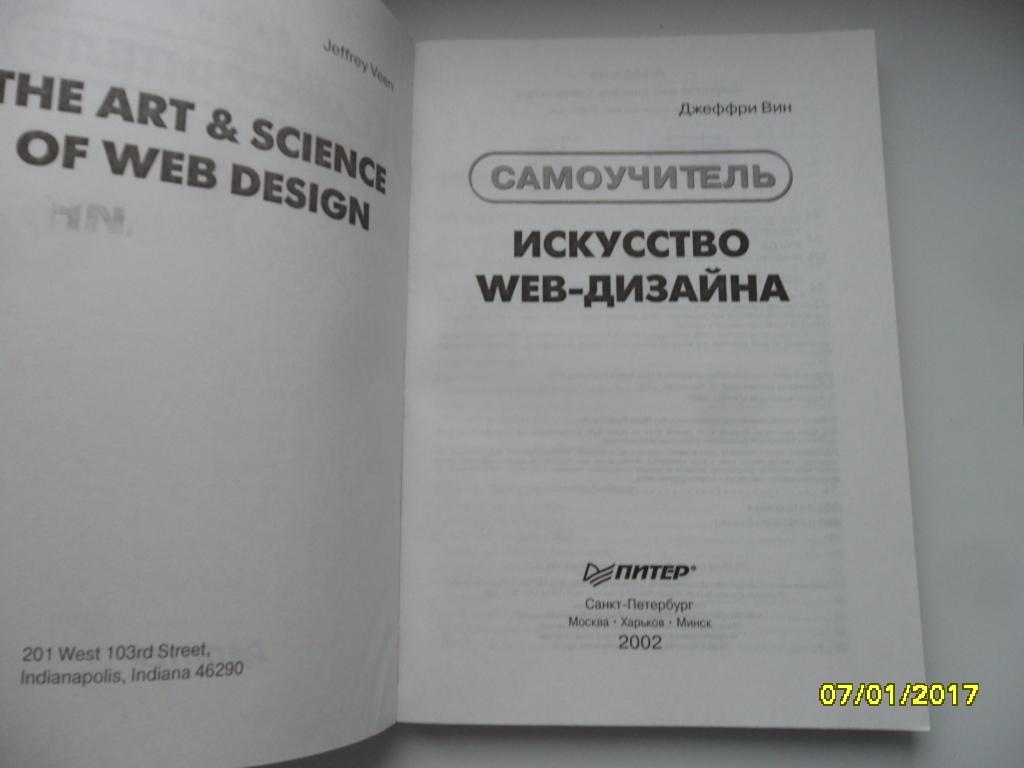 Jeffrey Veen
THE ART & SCIENCE
OF WEB DESIGN
201 West 103rd Street,
Indianapolis, Indiana 46290
Джеффри Вин
САМОУЧИТЕЛЬ
ИСКУССТВО
WEB-ДИЗАЙНА
ПИТЕР®
Санкт-Петербург
Москва • Харьков • Минск
2002
07/01/2017